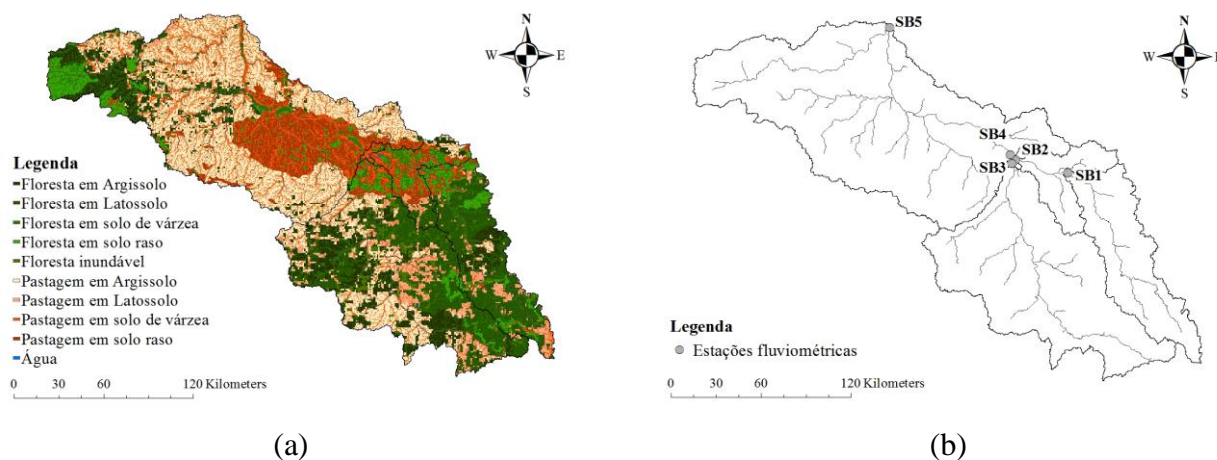 N
W E
S
Legenda
Floresta em Argissolo
Floresta em Latossolo
Floresta em solo de várzea
Floresta em solo raso
Floresta inundável
Pastagem em Argissolo
Pastagem em Latossolo
Pastagem em solo de várzea
Pastagem em solo raso
Água
0 30 60 120 Kilometers
(a)
SB5
N
W E
S
SB4
SB2
SB3
SB1
Legenda
Estações fluviométricas
0 30 60 120 Kilometers
(b)